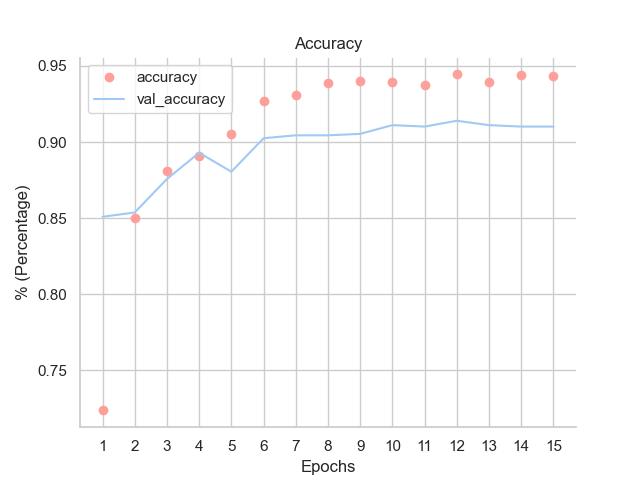 Accuracy
accuracy
val_accuracy
0.95
0.90
0.85
0.80
0.75
% (Percentage)
1 2 3 4 5 6 7 8 9 10 11 12 13 14 15
Epochs